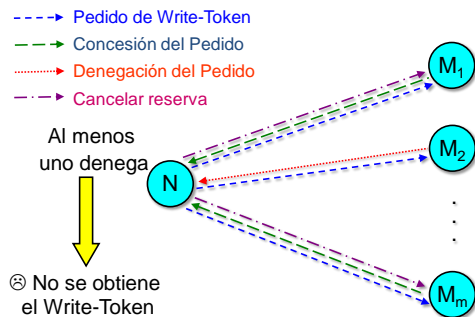 Pedido de Write-Token
Concesión del Pedido
Denegación del Pedido
Cancelar reserva
Al menos
uno denega
N
M1
M2
.
.
.
Mm
☹ No se obtiene
el Write-Token